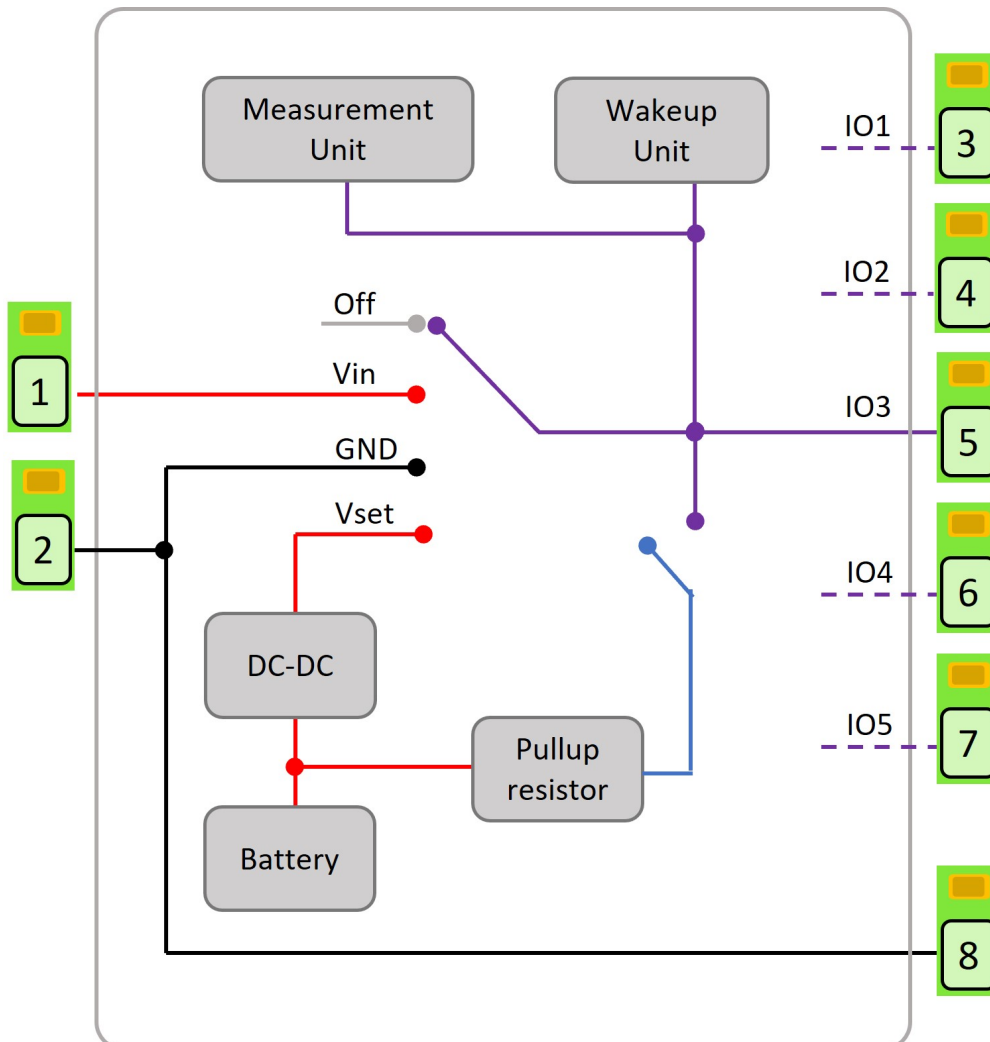 Measurement
Unit
Wakeup
Unit
IO1
3
IO2
4
Off
1
Vin
IO3
5
GND
2
Vset
IO4
6
DC-DC
IO5
7
Pullup
resistor
Battery
8